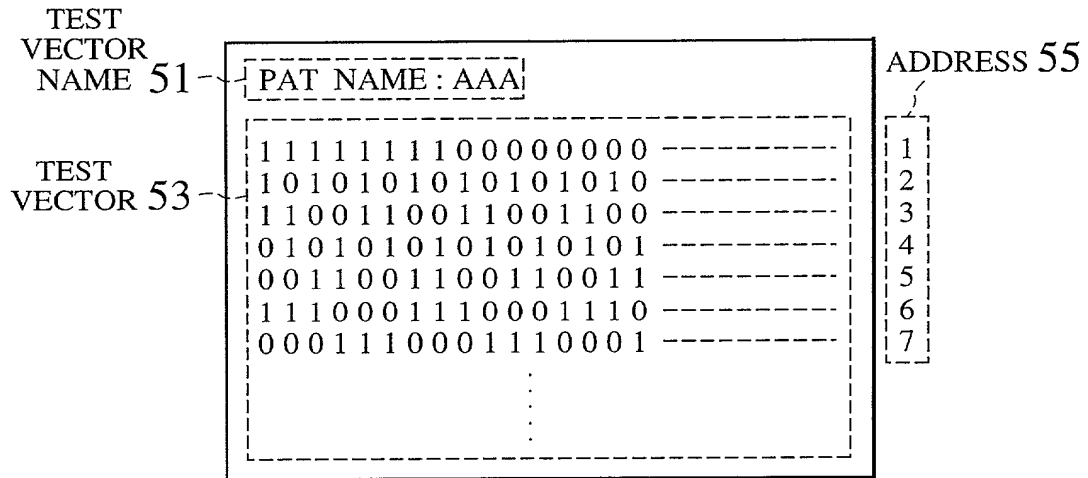 TEST
VECTOR
NAME 51
PAT NAME : AAA
ADDRESS 55
TEST
VECTOR 53
1 1 1 1 1 1 1 1 0 0 0 0 0 0 0 0 1
1 0 1 0 1 0 1 0 1 0 1 0 1 0 1 0 2
1 1 0 0 1 1 0 0 1 1 0 0 1 1 0 0 3
0 1 0 1 0 1 0 1 0 1 0 1 0 1 0 1 4
0 0 1 1 0 0 1 1 0 0 1 1 0 0 1 1 5
1 1 1 0 0 0 1 1 1 0 0 0 1 1 1 0 6
0 0 0 1 1 1 0 0 0 1 1 1 0 0 0 1 7